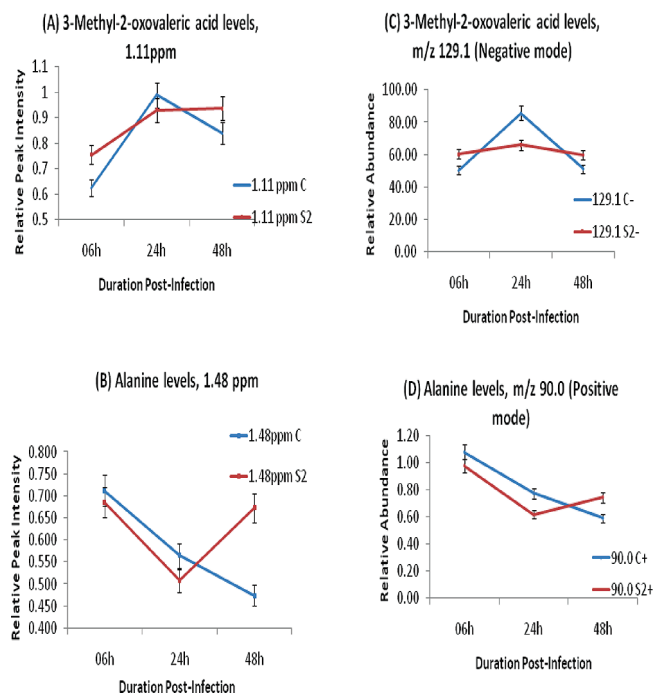 (A) 3-Methyl-2-oxovaleric acid levels,
1.11ppm
Relative Peak Intensity
1.1
1
0.9
0.8
0.7
0.6
0.5
1.11 ppm C
1.11 ppm S2
06h 24h 48h
Duration Post-Infection
(C) 3-Methyl-2-oxovaleric acid levels,
m/z 129.1 (Negative mode)
Relative Abundance
100.00
80.00
60.00
40.00
20.00
0.00
129.1 C-
129.1 S2-
06h 24h 48h
Duration Post-Infection
(B) Alanine levels, 1.48 ppm
Relative Peak Intensity
0.800
0.750
0.700
0.650
0.600
0.550
0.500
0.450
0.400
1.48ppm C
1.48ppm S2
06h 24h 48h
Duration Post-Infection
(D) Alanine levels, m/z 90.0 (Positive
mode)
Relative Abundance
1.20
1.00
0.80
0.60
0.40
0.20
0.00
90.0 C+
90.0 S2+
06h 24h 48h
Duration Post-Infection